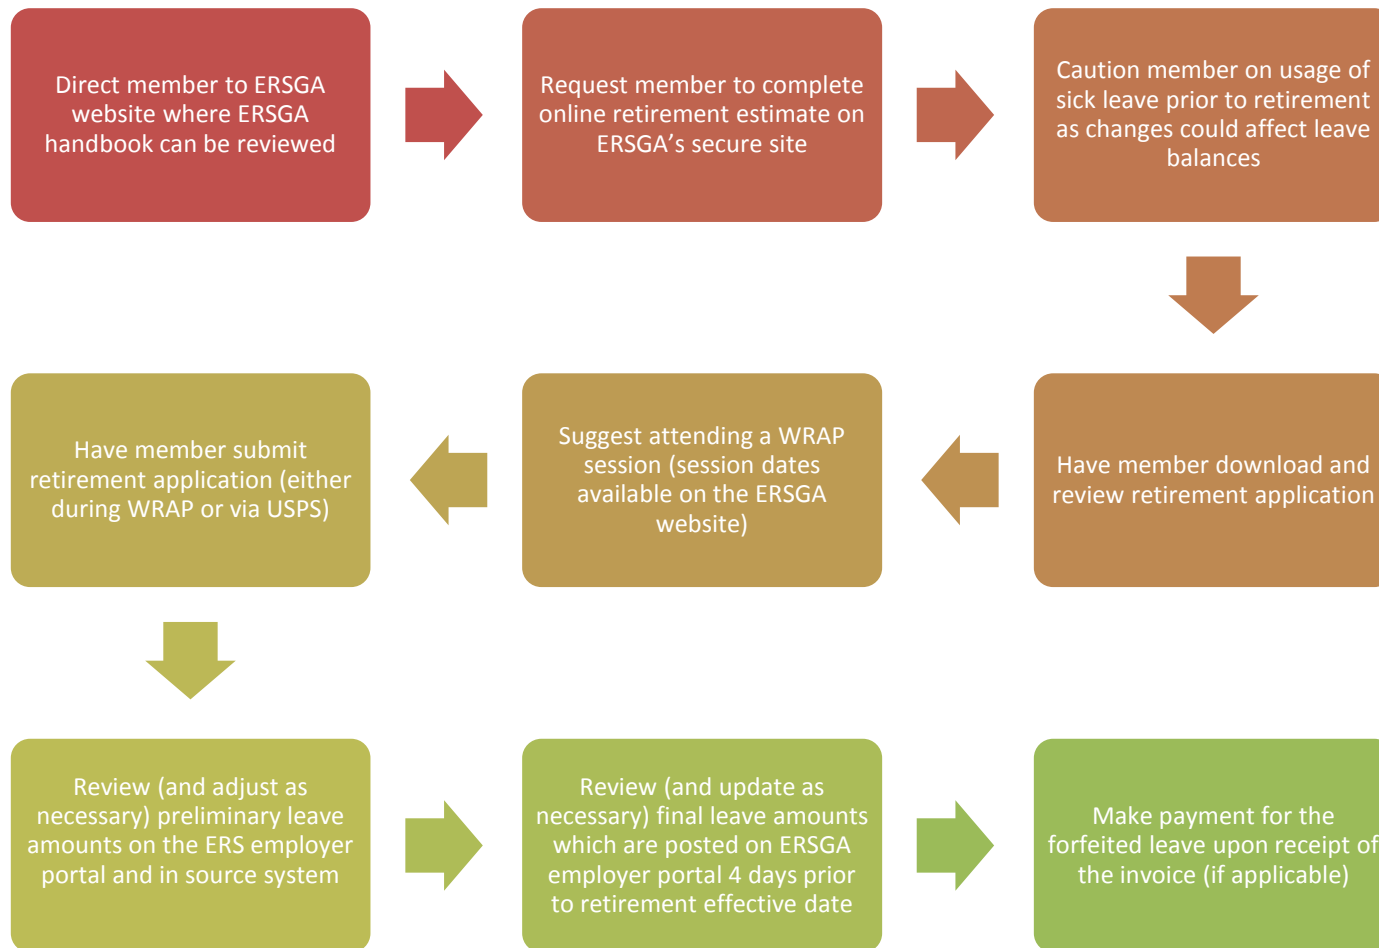 Direct member to ERSGA
website where ERSGA
handbook can be reviewed
Request member to complete
online retirement estimate on
ERSGA's secure site
Caution member on usage of
sick leave prior to retirement
as changes could affect leave
balances
Have member download and
review retirement application
Suggest attending a WRAP
session (session dates
available on the ERSGA
website)
Have member submit
retirement application (either
during WRAP or via USPS)
Review (and adjust as
necessary) preliminary leave
amounts on the ERS employer
portal and in source system
Review (and update as
necessary) final leave amounts
which are posted on ERSGA
employer portal 4 days prior
to retirement effective date
Make payment for the
forfeited leave upon receipt of
the invoice (if applicable)